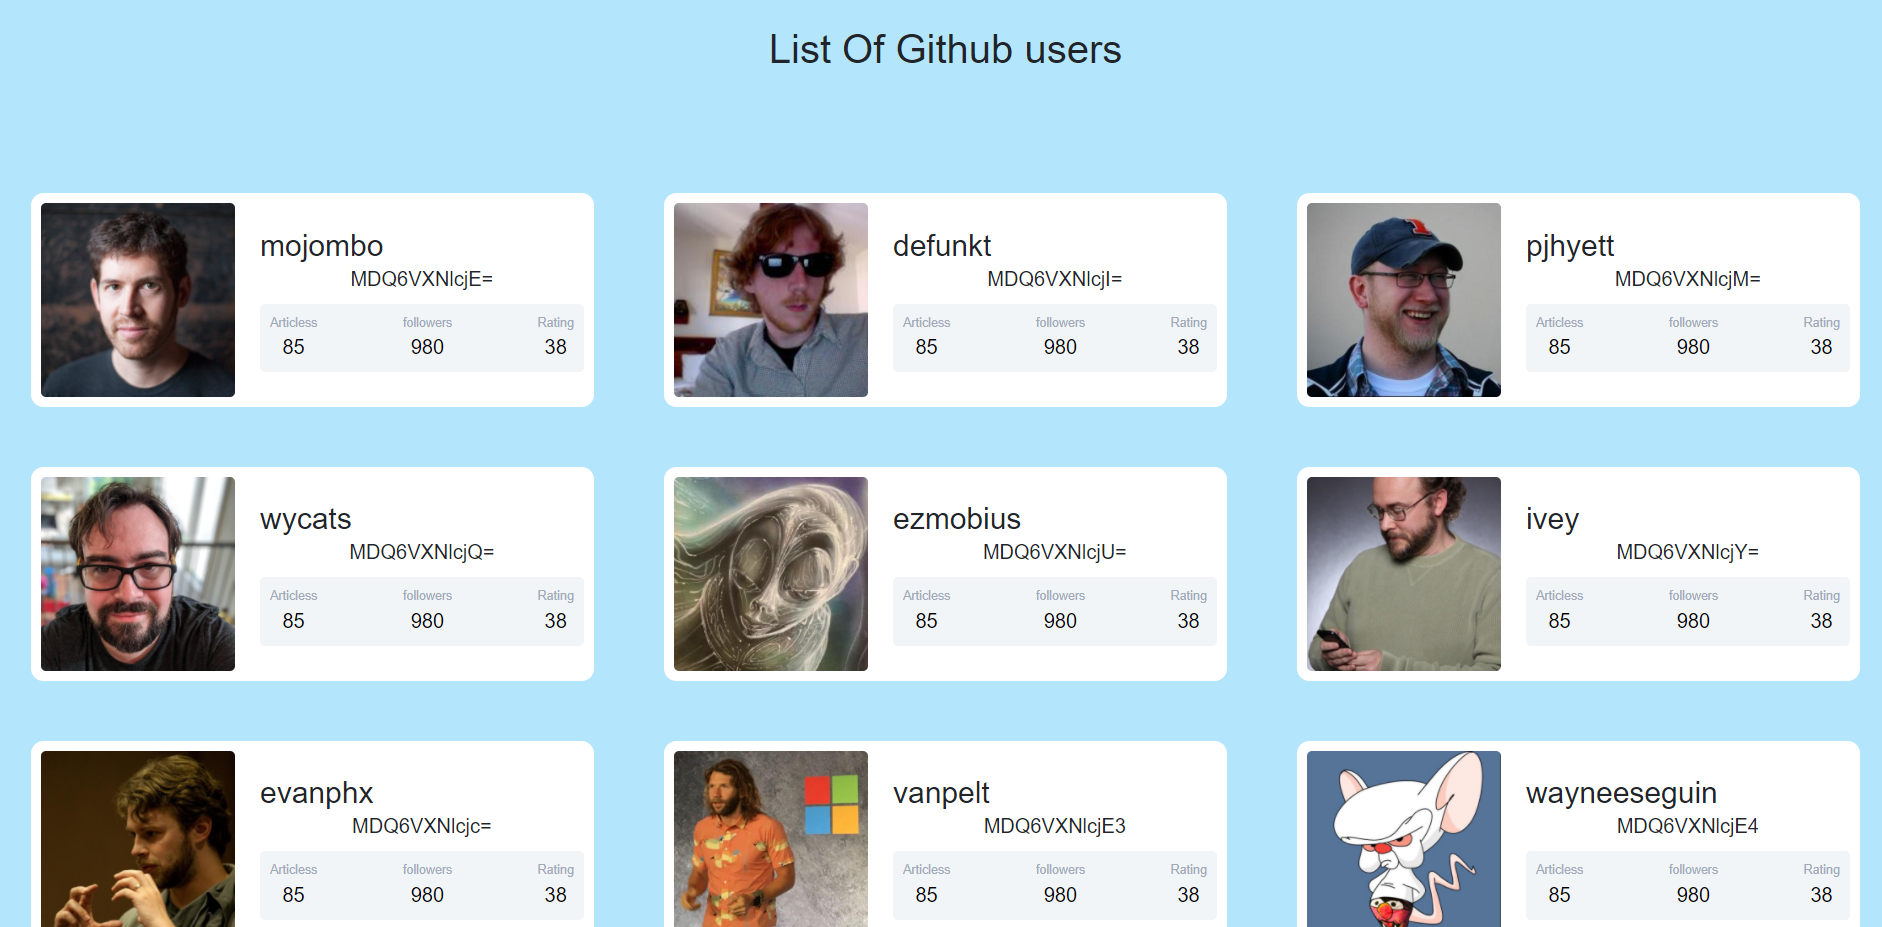 List Of Github users
mojombo
MDQ6VXNlcjE=
Articless followers Rating
85 980 38
defunkt
MDQ6VXNlcjI=
Articless followers Rating
85 980 38
pjhyett
MDQ6VXNlcjM=
Articless followers Rating
85 980 38
wycats
MDQ6VXNlcjQ=
Articless followers Rating
85 980 38
ezmobius
MDQ6VXNlcjU=
Articless followers Rating
85 980 38
ivey
MDQ6VXNlcjY=
Articless followers Rating
85 980 38
evanphx
MDQ6VXNlcjc=
Articless followers Rating
85 980 38
vanpelt
MDQ6VXNlcjE3
Articless followers Rating
85 980 38
wayneeseguin
MDQ6VXNlcjE4
Articless followers Rating
85 980 38